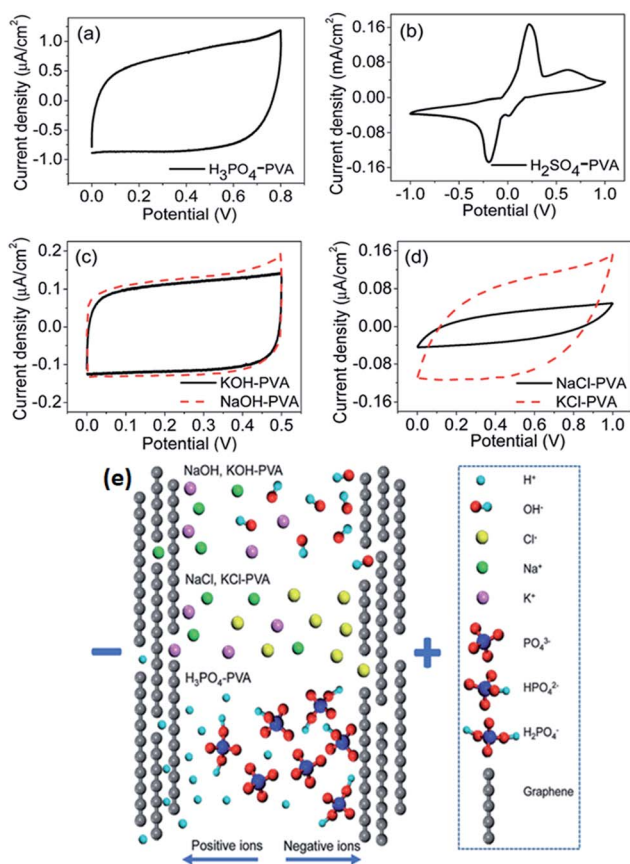 (a)
Current density (μA/cm²)
1.0
0.5
0.0
-0.5
-1.0
H₃PO₄-PVA
0.0 0.4 0.8
Potential (V)
(b)
Current density (mA/cm²)
0.16
0.08
0.00
-0.08
-0.16
H₂SO₄-PVA
-1.0 -0.5 0.0 0.5 1.0
Potential (V)
(c)
Current density (μA/cm²)
0.2
0.1
0.0
-0.1
-0.2
KOH-PVA
NaOH-PVA
0.0 0.1 0.2 0.3 0.4 0.5
Potential (V)
(d)
Current density (μA/cm²)
0.16
0.08
0.00
-0.08
-0.16
NaCl-PVA
KCl-PVA
0.0 0.2 0.4 0.6 0.8 1.0
Potential (V)
(e)
NaOH, KOH-PVA
NaCl, KCl-PVA
H₃PO₄-PVA
−
+
Positive ions Negative ions
H⁺
OH⁻
Cl⁻
Na⁺
K⁺
PO₄³⁻
HPO₄²⁻
H₂PO₄⁻
Graphene